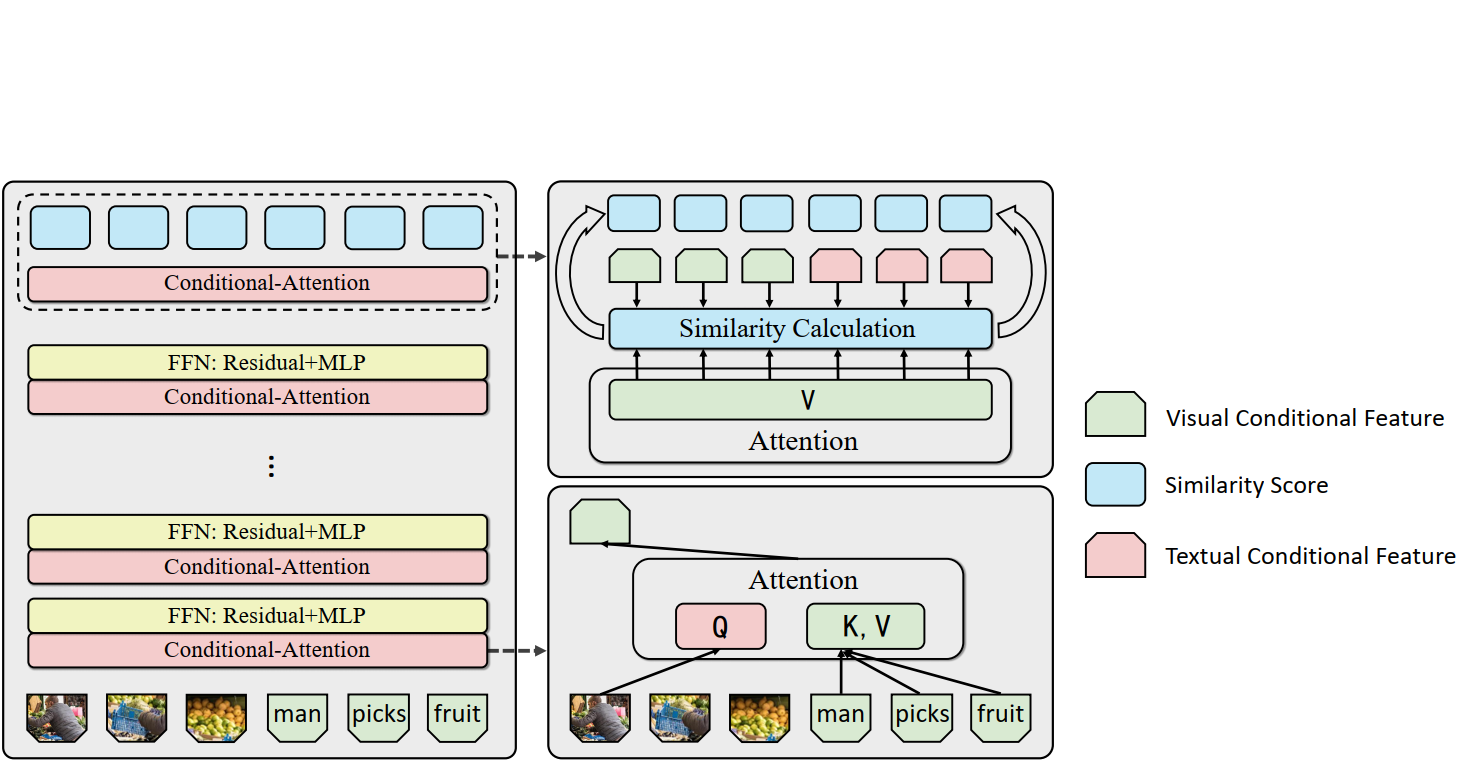 Conditional-Attention
FFN: Residual+MLP
Conditional-Attention
⋮
FFN: Residual+MLP
Conditional-Attention
FFN: Residual+MLP
Conditional-Attention
man picks fruit
Similarity Calculation
V
Attention
Attention
Q K, V
man picks fruit
Visual Conditional Feature
Similarity Score
Textual Conditional Feature